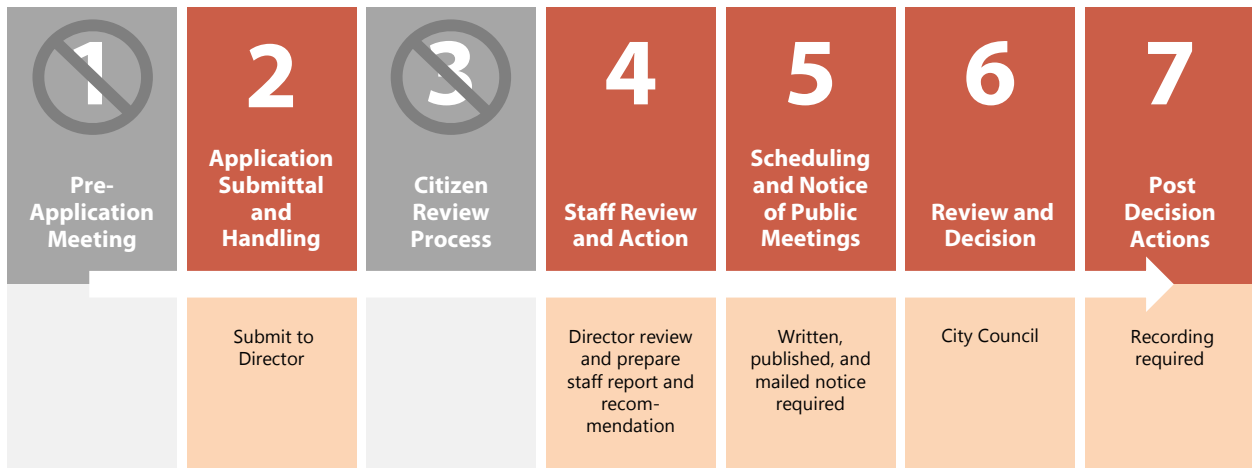 1
Pre-
Application
Meeting
2
Application
Submittal
and
Handling
Submit to
Director
3
Citizen
Review
Process
4
Staff Review
and Action
Director review
and prepare
staff report and
recom-
mendation
5
Scheduling
and Notice
of Public
Meetings
Written,
published, and
mailed notice
required
6
Review and
Decision
City Council
7
Post
Decision
Actions
Recording
required